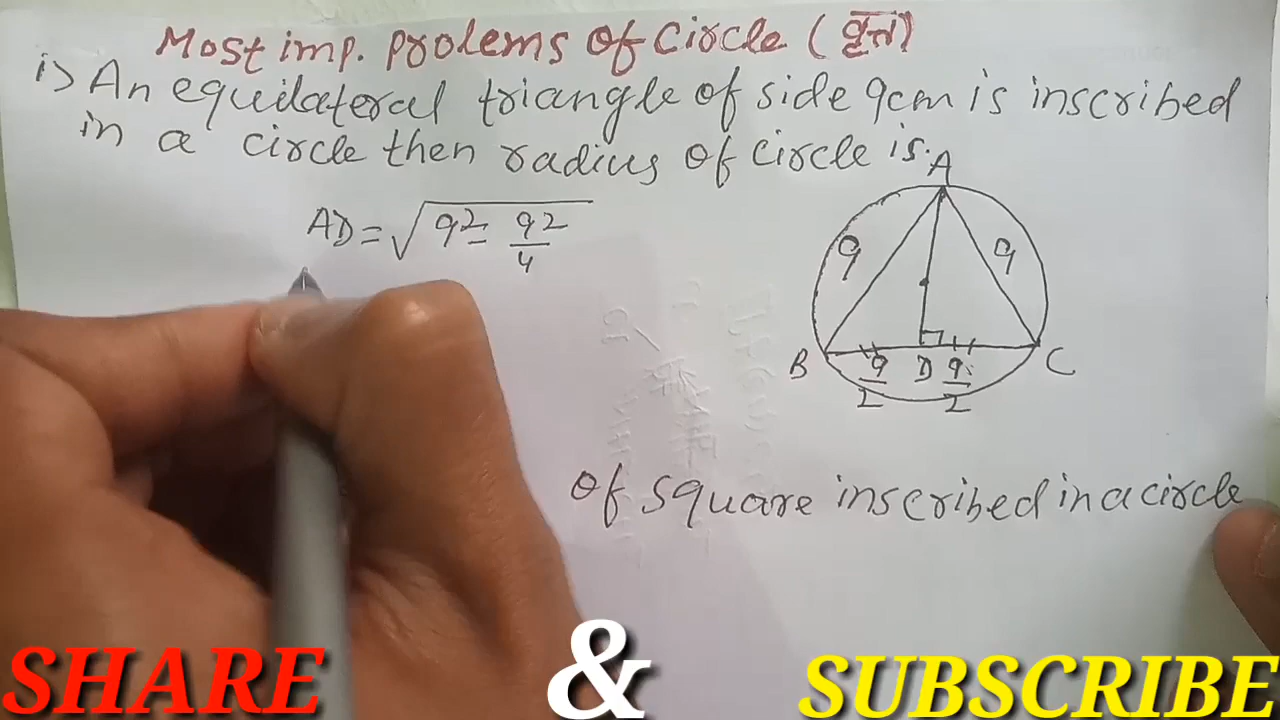 Most imp. prolems of Circle (वृत्त)
i) An equilateral triangle of side 9cm is inscribed
in a circle then radius of circle is.
A
AD = √ 9² - 9²/4
9 9
B 9/2 D 9/2 C
of square inscribed in a circle
SHARE & SUBSCRIBE